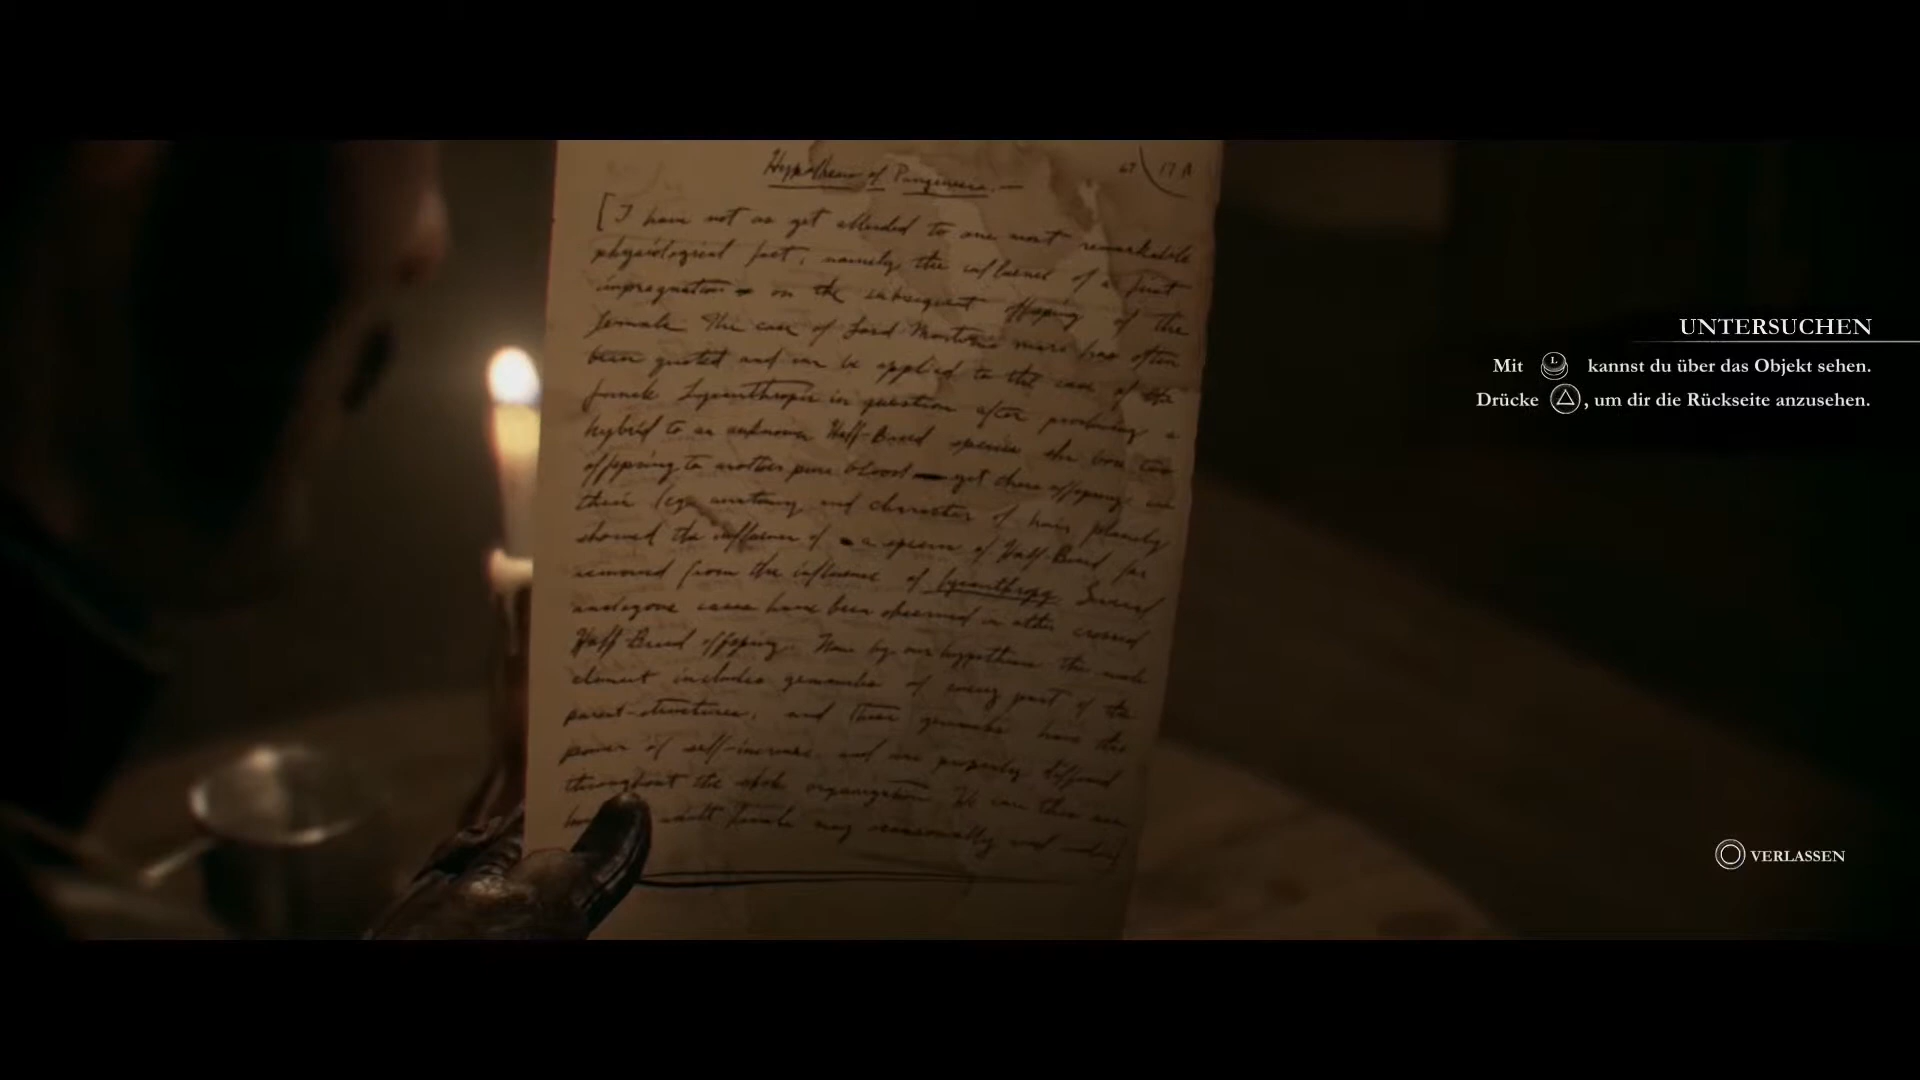 Hypothesis of Pangenesis.—
67 17 A
[I have not as yet alluded to one most remarkable
physiological fact, namely the influence of a first
impregnation on the subsequent offspring of the
female The case of Lord Morton's mare has often
been quoted and can be applied to the case of the
female Lycanthrope in question after producing a
hybrid to an unknown Half-Breed species she bore two
offspring to another pure blood yet these offspring in
their legs anatomy and character of hair plainly
showed the influence of a sperm of Half-Breed far
removed from the influence of lycanthropy. Several
analogous cases have been observed in other crossed
Half-Breed offspring. Now by our hypothesis the male
element includes gemmules of every part of the
parent-structures, and these gemmules have the
power of self-increase and are properly diffused
throughout the whole organization We can thus see
adult female may occasionally and
UNTERSUCHEN
Mit L kannst du über das Objekt sehen.
Drücke , um dir die Rückseite anzusehen.
VERLASSEN